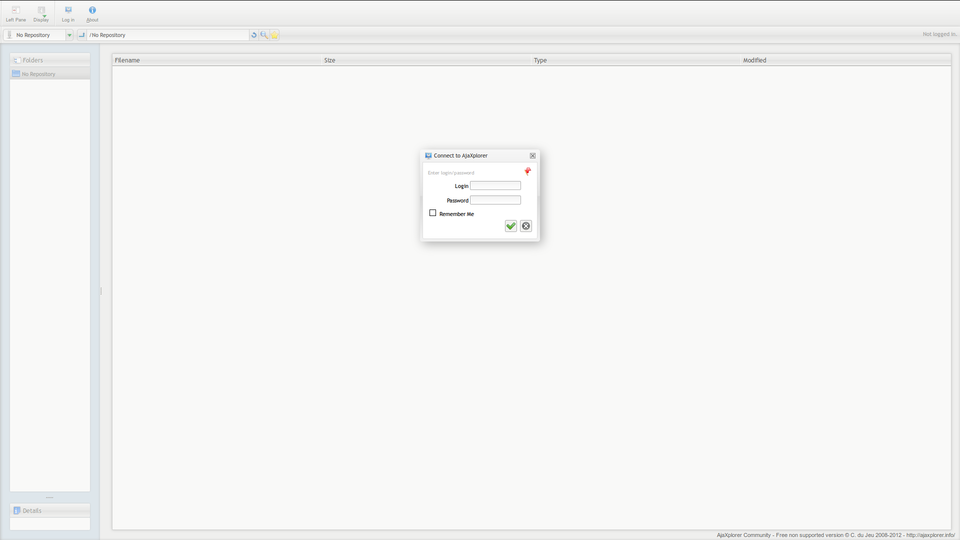 Left Pane Display Log in About
No Repository /No Repository Not logged in.
Folders
No Repository
Filename Size Type Modified
Connect to AjaXplorer
Enter login/password
Login
Password
Remember Me
Details
AjaXplorer Community - Free non supported version © C. du Jeu 2008-2012 - http://ajaxplorer.info/